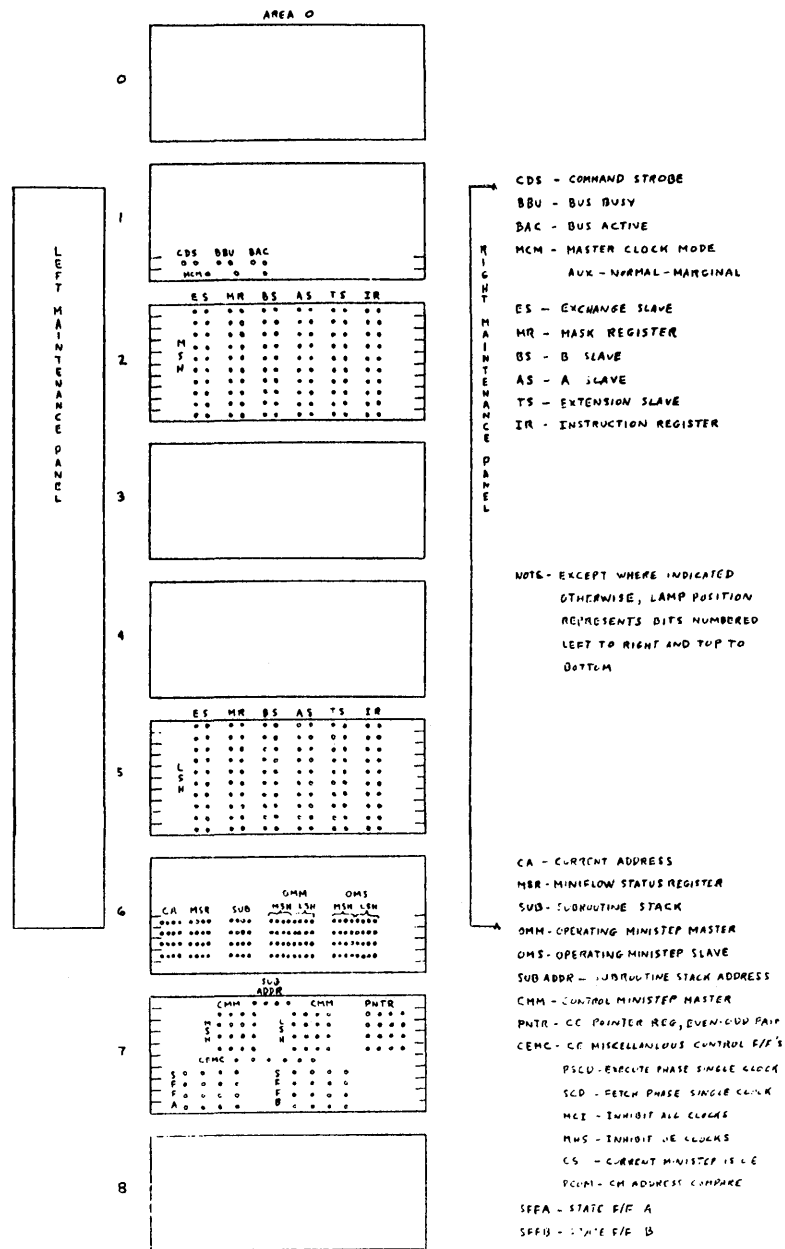 AREA 0
0
1
CDS BBU BAC
MCM
2
ES MR BS AS TS IR
MSH
3
4
5
ES MR BS AS TS IR
LSH
6
OMM OMS
CA MSR SUB MSH LSH MSH LSH
7
SUB
ADDR
CMM CMM PNTR
MSH LSH
CEMC
SFFA SFFB
8
LEFT MAINTENANCE PANEL
RIGHT MAINTENANCE PANEL
CDS - COMMAND STROBE
BBU - BUS BUSY
BAC - BUS ACTIVE
MCM - MASTER CLOCK MODE
AUX - NORMAL - MARGINAL
ES - EXCHANGE SLAVE
MR - MASK REGISTER
BS - B SLAVE
AS - A SLAVE
TS - EXTENSION SLAVE
IR - INSTRUCTION REGISTER
NOTE - EXCEPT WHERE INDICATED
OTHERWISE, LAMP POSITION
REPRESENTS BITS NUMBERED
LEFT TO RIGHT AND TOP TO
BOTTOM
CA - CURRENT ADDRESS
MSR - MINIFLOW STATUS REGISTER
SUB - SUBROUTINE STACK
OMM - OPERATING MINISTEP MASTER
OMS - OPERATING MINISTEP SLAVE
SUB ADDR - SUBROUTINE STACK ADDRESS
CMM - CONTROL MINISTEP MASTER
PNTR - CE POINTER REG, EVEN-ODD PAIR
CEMC - CE MISCELLANEOUS CONTROL F/F'S
EXECUTE PHASE SINGLE CLOCK
SCD - FETCH PHASE SINGLE CLOCK
MCI - INHIBIT ALL CLOCKS
MHS - INHIBIT CLOCKS
CS - CURRENT MINISTEP IS CE
PCOM - CM ADDRESS COMPARE
SFFA - STATE F/F A
SFFB - STATE F/F B